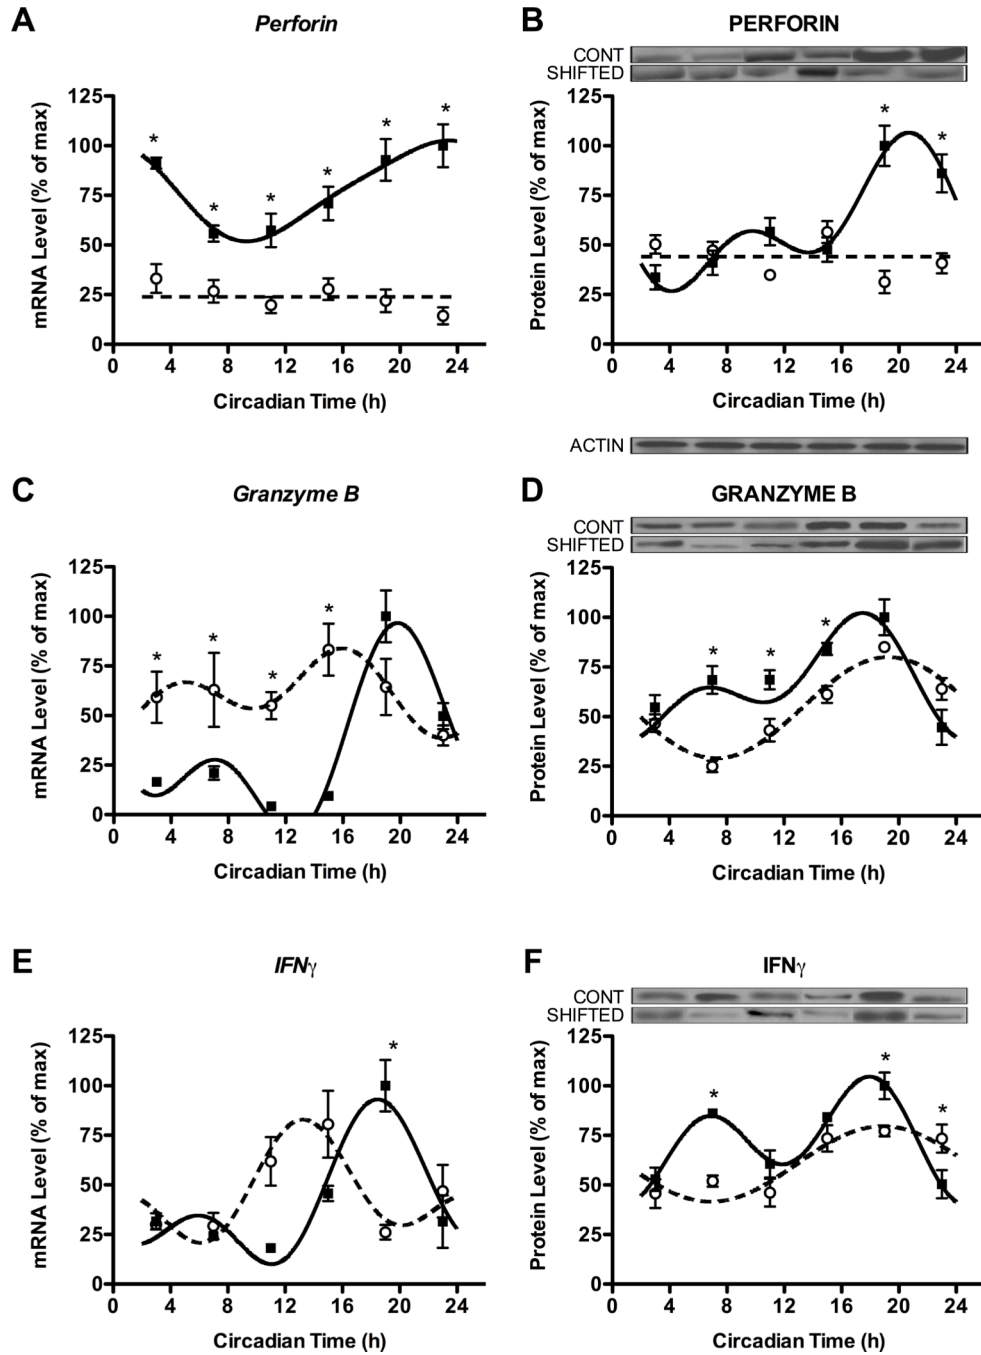 A
Perforin
mRNA Level (% of max)
125
*
100
*
*
*
75
*
*
50
25
0
0 4 8 12 16 20 24
Circadian Time (h)
B
PERFORIN
CONT
SHIFTED
Protein Level (% of max)
125
*
*
100
75
50
25
0
0 4 8 12 16 20 24
Circadian Time (h)
ACTIN
C
Granzyme B
mRNA Level (% of max)
125
100
*
*
*
75
*
50
25
0
0 4 8 12 16 20 24
Circadian Time (h)
D
GRANZYME B
CONT
SHIFTED
Protein Level (% of max)
125
100
*
*
*
75
50
25
0
0 4 8 12 16 20 24
Circadian Time (h)
E
IFNγ
mRNA Level (% of max)
125
*
100
75
50
25
0
0 4 8 12 16 20 24
Circadian Time (h)
F
IFNγ
CONT
SHIFTED
Protein Level (% of max)
125
*
100
*
*
75
50
25
0
0 4 8 12 16 20 24
Circadian Time (h)